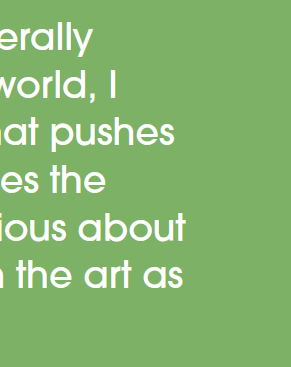 erally
world, I
hat pushes
es the
ious about
n the art as